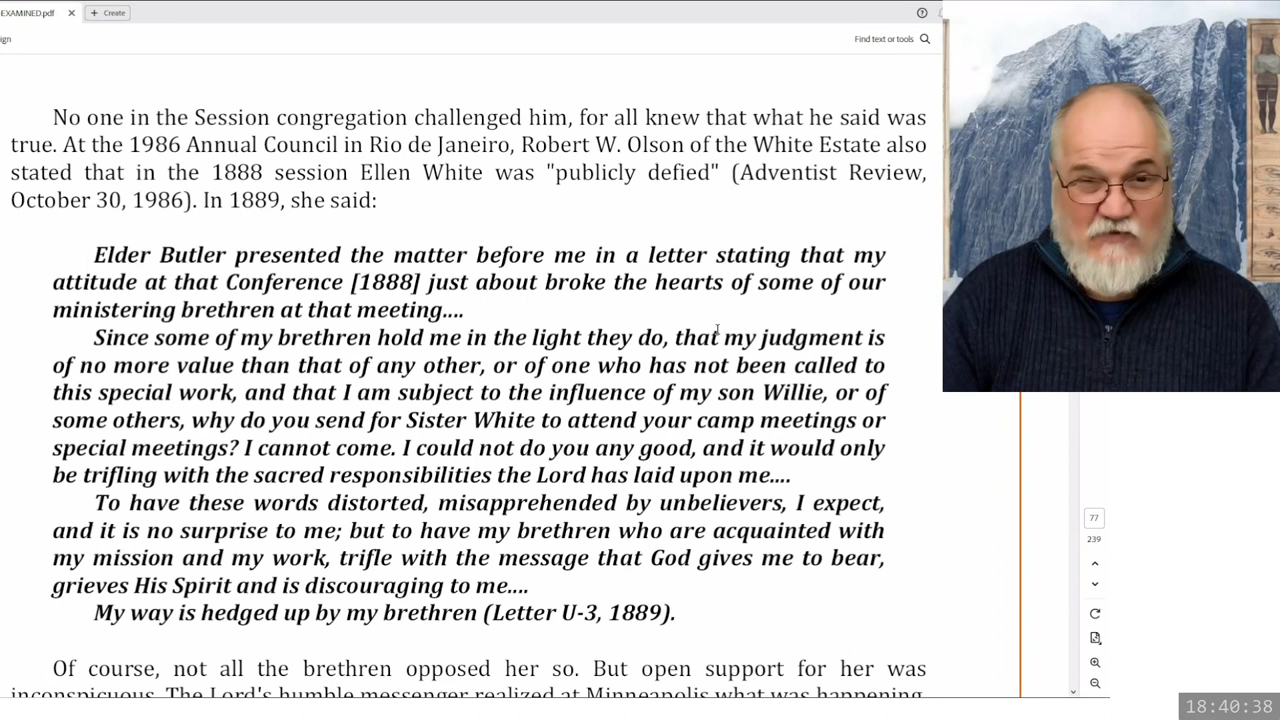 EXAMINED.pdf
Create
ign
Find text or tools
No one in the Session congregation challenged him, for all knew that what he said was
true. At the 1986 Annual Council in Rio de Janeiro, Robert W. Olson of the White Estate also
stated that in the 1888 session Ellen White was "publicly defied" (Adventist Review,
October 30, 1986). In 1889, she said:
Elder Butler presented the matter before me in a letter stating that my
attitude at that Conference [1888] just about broke the hearts of some of our
ministering brethren at that meeting....
Since some of my brethren hold me in the light they do, that my judgment is
of no more value than that of any other, or of one who has not been called to
this special work, and that I am subject to the influence of my son Willie, or of
some others, why do you send for Sister White to attend your camp meetings or
special meetings? I cannot come. I could not do you any good, and it would only
be trifling with the sacred responsibilities the Lord has laid upon me....
To have these words distorted, misapprehended by unbelievers, I expect,
and it is no surprise to me; but to have my brethren who are acquainted with
my mission and my work, trifle with the message that God gives me to bear,
grieves His Spirit and is discouraging to me....
My way is hedged up by my brethren (Letter U-3, 1889).
Of course, not all the brethren opposed her so. But open support for her was
inconspicuous. The Lord's humble messenger realized at Minneapolis what was happening.
77
239
18:40:38